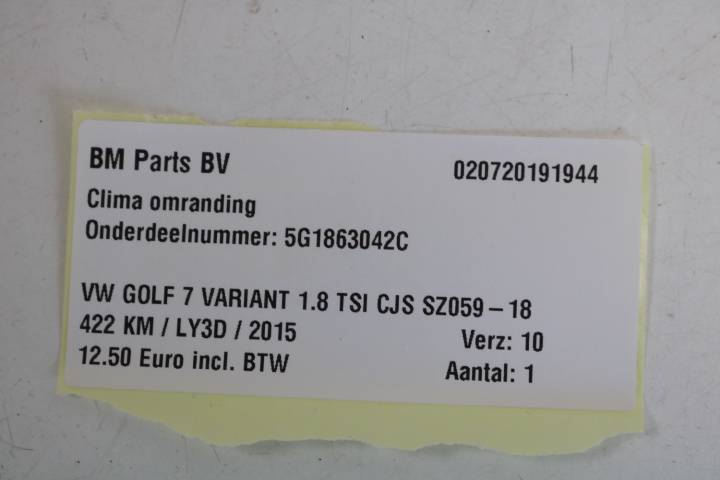 BM Parts BV 020720191944
Clima omranding
Onderdeelnummer: 5G1863042C
VW GOLF 7 VARIANT 1.8 TSI CJS SZ059 – 18
422 KM / LY3D / 2015 Verz: 10
12.50 Euro incl. BTW Aantal: 1